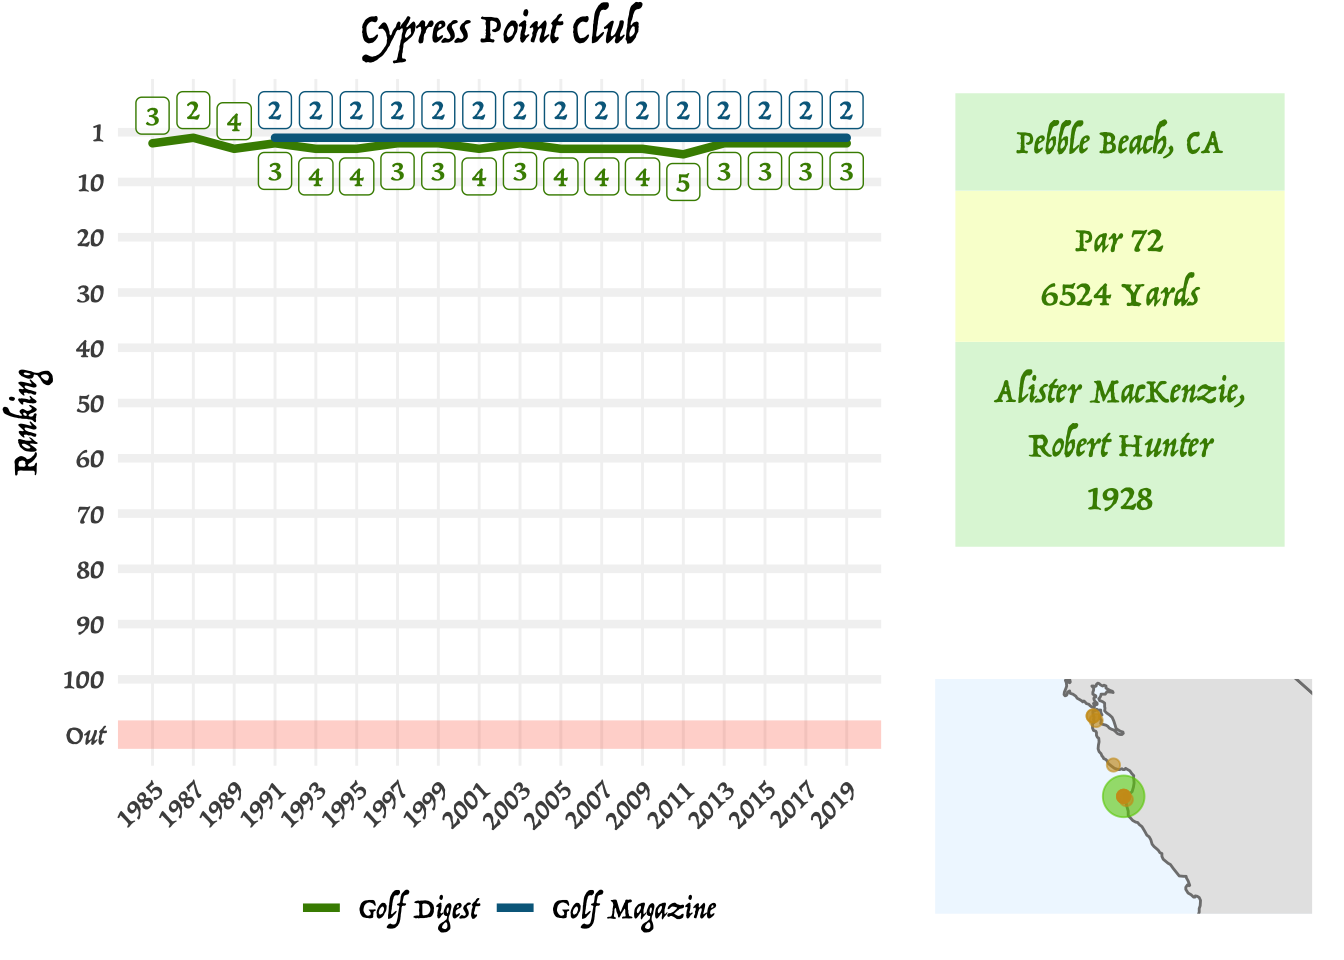 Cypress Point Club
3 2 4 2 2 2 2 2 2 2 2 2 2 2 2 2 2 2
3 4 4 3 3 4 3 4 4 4 5 3 3 3 3
Ranking
1
10
20
30
40
50
60
70
80
90
100
Out
1985 1987 1989 1991 1993 1995 1997 1999 2001 2003 2005 2007 2009 2011 2013 2015 2017 2019
Golf Digest Golf Magazine
Pebble Beach, CA
Par 72
6524 Yards
Alister MacKenzie,
Robert Hunter
1928